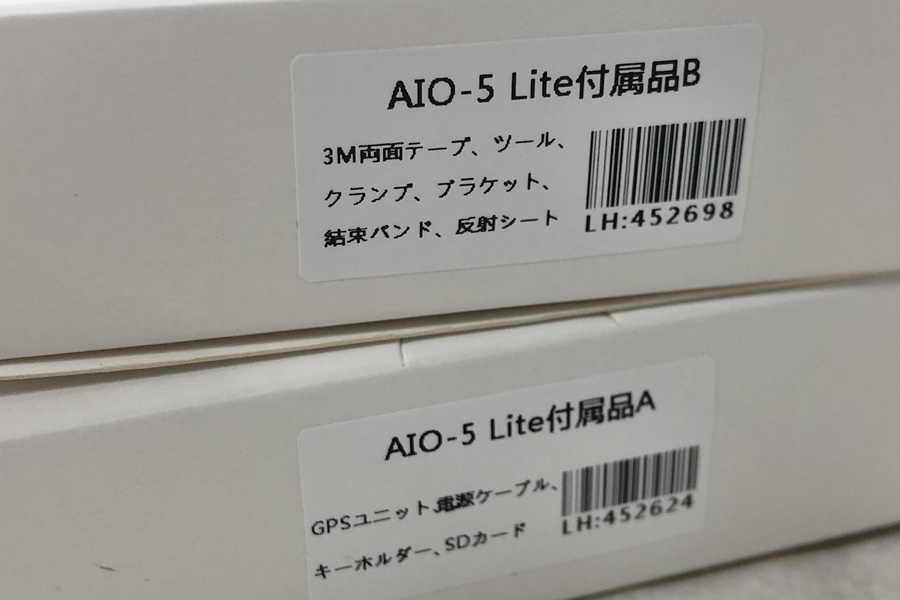 AIO-5 Lite付属品B
3M両面テープ、ツール、
クランプ、ブラケット、
結束バンド、反射シート
LH:452698
AIO-5 Lite付属品A
GPSユニット、電源ケーブル、
キーホルダー、SDカード
LH:452624